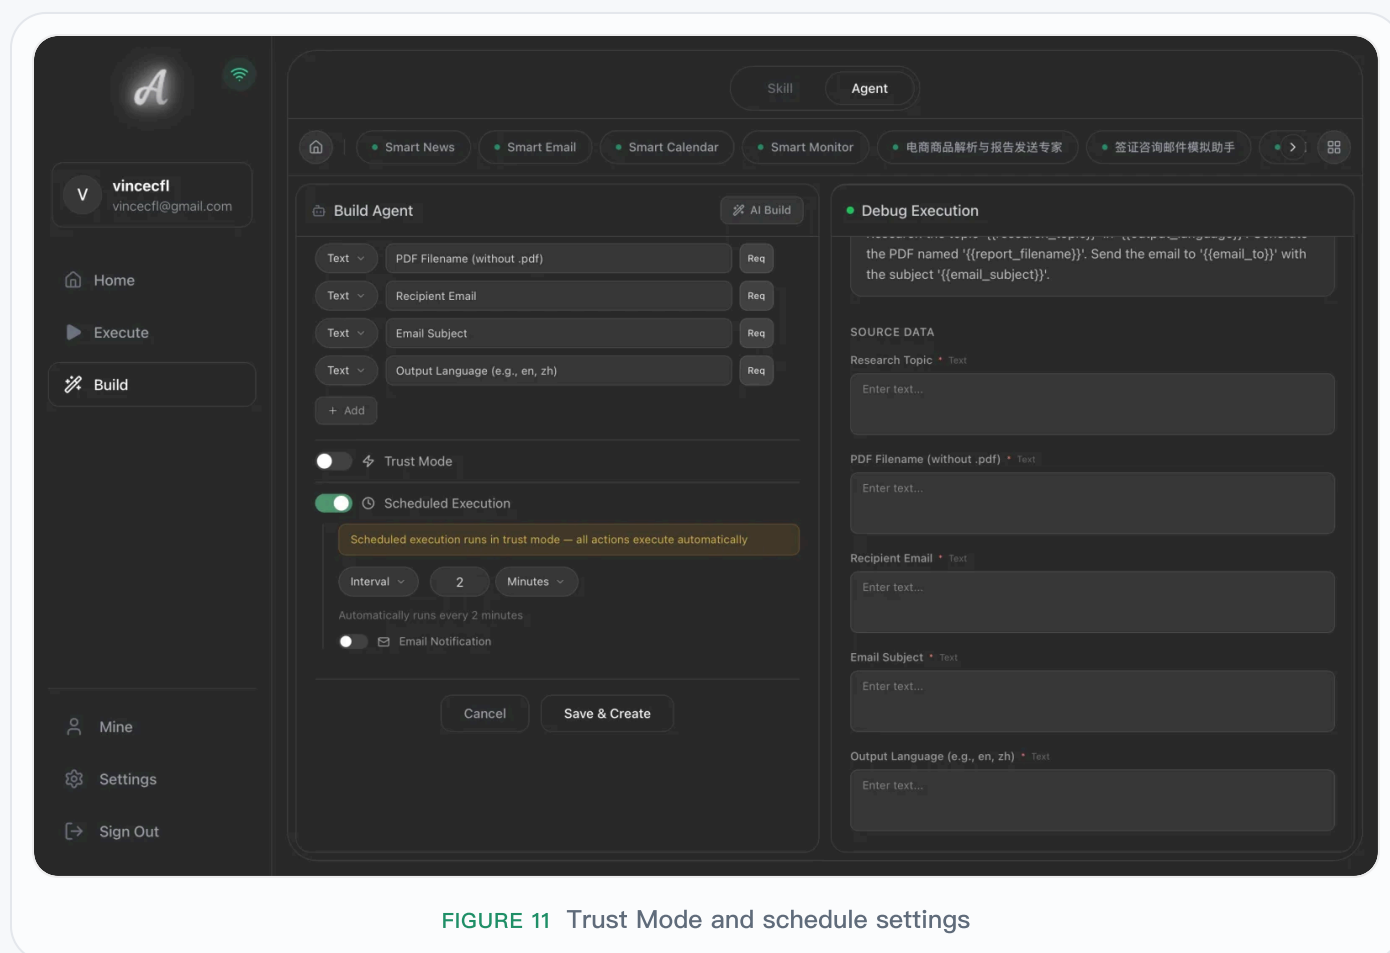 A
V
vincecfl
vincecfl@gmail.com
Home
Execute
Build
Mine
Settings
Sign Out
Skill
Agent
Smart News
Smart Email
Smart Calendar
Smart Monitor
电商商品解析与报告发送专家
签证咨询邮件模拟助手
Build Agent
AI Build
Text
PDF Filename (without .pdf)
Req
Text
Recipient Email
Req
Text
Email Subject
Req
Text
Output Language (e.g., en, zh)
Req
+ Add
Trust Mode
Scheduled Execution
Scheduled execution runs in trust mode — all actions execute automatically
Interval
2
Minutes
Automatically runs every 2 minutes
Email Notification
Cancel
Save & Create
Debug Execution
the PDF named '{{report_filename}}'. Send the email to '{{email_to}}' with
the subject '{{email_subject}}'.
SOURCE DATA
Research Topic * Text
Enter text...
PDF Filename (without .pdf) * Text
Enter text...
Recipient Email * Text
Enter text...
Email Subject * Text
Enter text...
Output Language (e.g., en, zh) * Text
Enter text...
FIGURE 11 Trust Mode and schedule settings